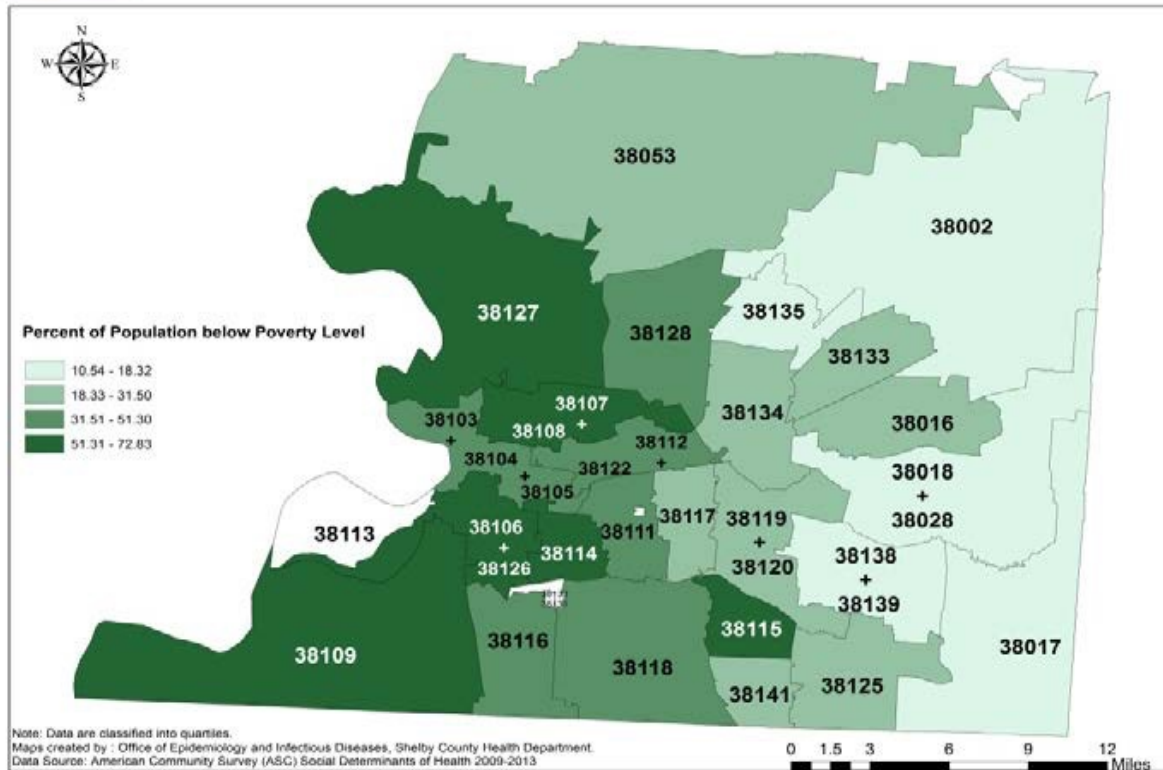 N
W E
S
38053
38002
38127
38135
38128
38133
Percent of Population below Poverty Level
10.54 - 18.32
18.33 - 31.50
31.51 - 51.30
51.31 - 72.83
38107
38103
38134
38016
38108
38112
38104
38122
38018
38105
38028
38113
38106
38111
38117
38119
38114
38138
38126
38120
38139
38116
38115
38017
38109
38118
38125
38141
Note: Data are classified into quartiles.
Maps created by : Office of Epidemiology and Infectious Diseases, Shelby County Health Department.
Data Source: American Community Survey (ASC) Social Determinants of Health 2009-2013
0 1.5 3 6 9 12
Miles